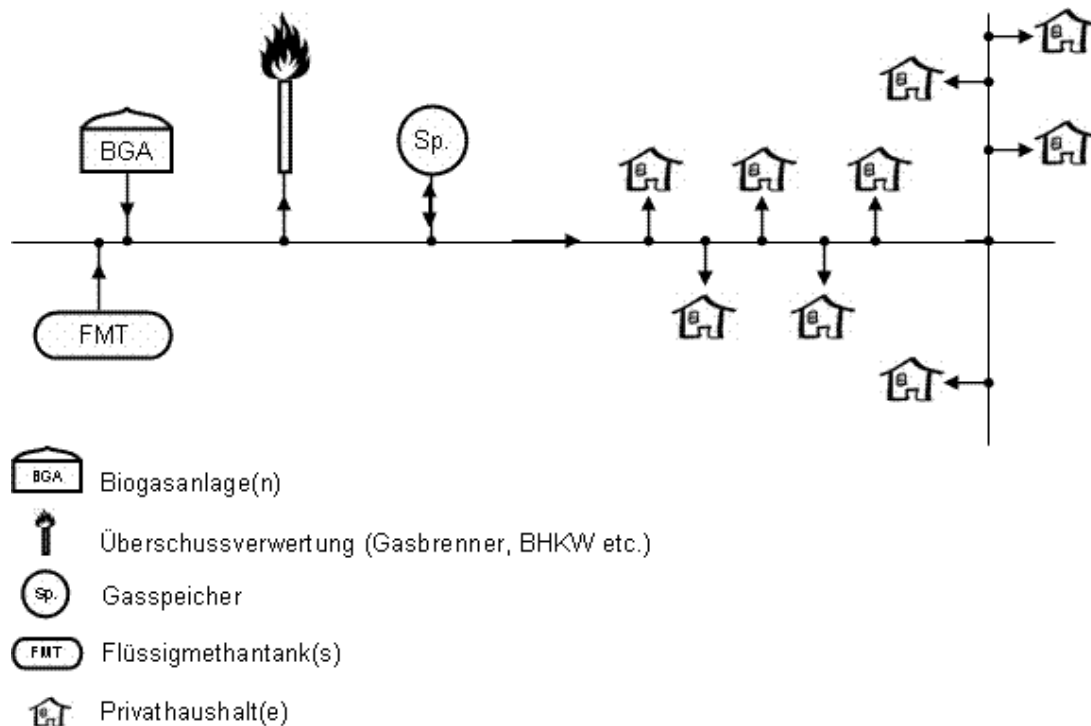 BGA
Sp.
FMT
BGA Biogasanlage(n)
Überschussverwertung (Gasbrenner, BHKW etc.)
Sp. Gasspeicher
FMT Flüssigmethantank(s)
Privathaushalt(e)